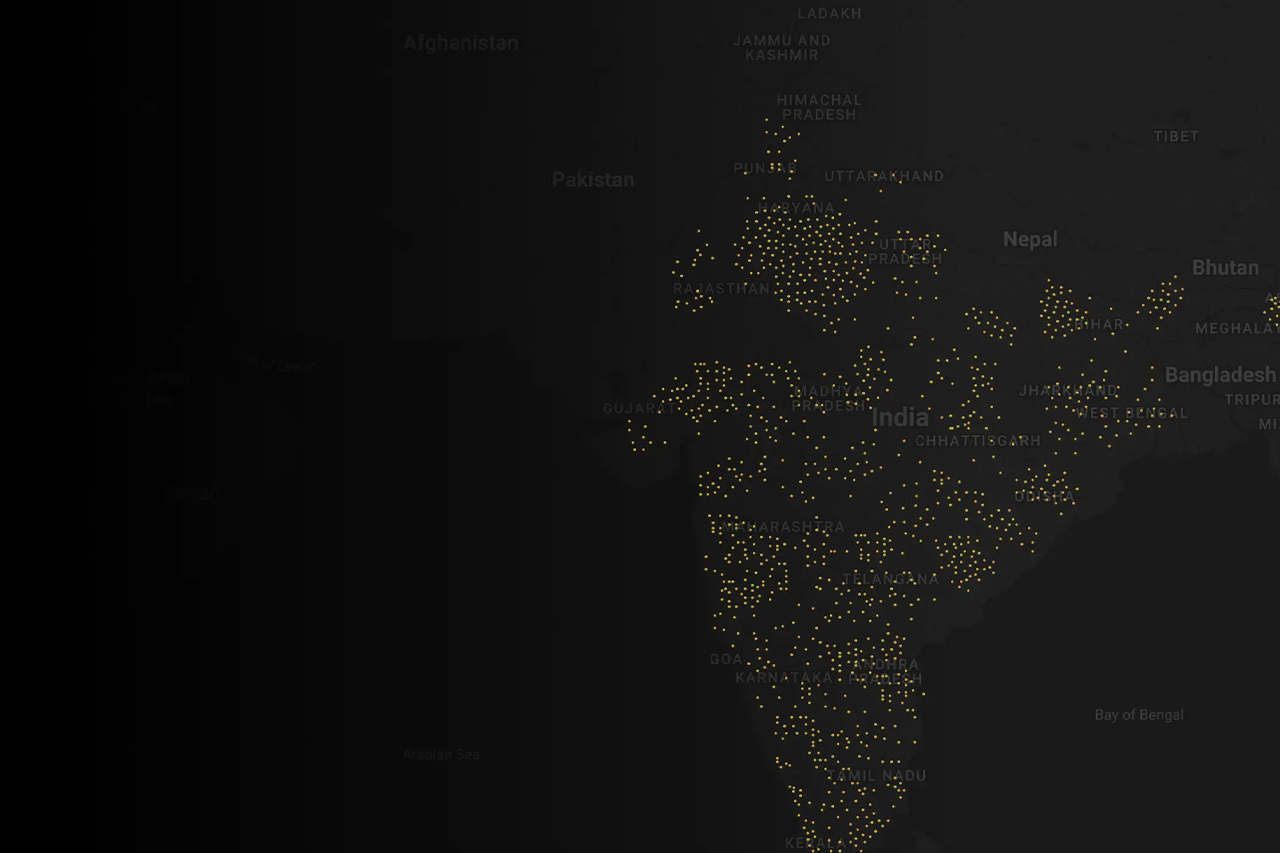 LADAKH
Afghanistan
JAMMU AND
KASHMIR
HIMACHAL
PRADESH
TIBET
PUNJAB
UTTARAKHAND
Pakistan
HARYANA
Nepal
UTTAR
PRADESH
Bhutan
RAJASTHAN
BIHAR
MEGHALA
Bangladesh
MADHYA
PRADESH
JHARKHAND
TRIPUR
GUJARAT
WEST BENGAL
India
MI
CHHATTISGARH
ODISHA
MAHARASHTRA
TELANGANA
GOA
ANDHRA
PRADESH
KARNATAKA
Bay of Bengal
Arabian Sea
TAMIL NADU
KERALA